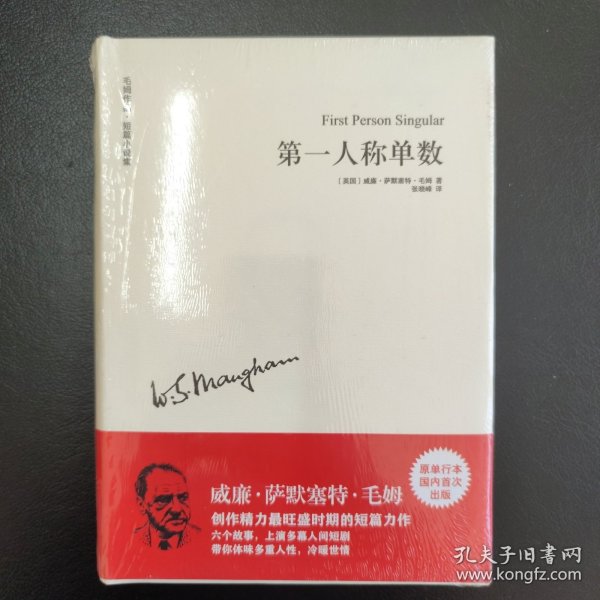 毛姆作品·短篇小说集
First Person Singular
第一人称单数
［英国］威廉·萨默塞特·毛姆 著
张晓峰 译
W.S. Maugham
原单行本
国内首次
出版
威廉·萨默塞特·毛姆
创作精力最旺盛时期的短篇力作
六个故事，上演多幕人间短剧
带你体味多重人性，冷暖世情
孔夫子旧书网
www.kongfz.com